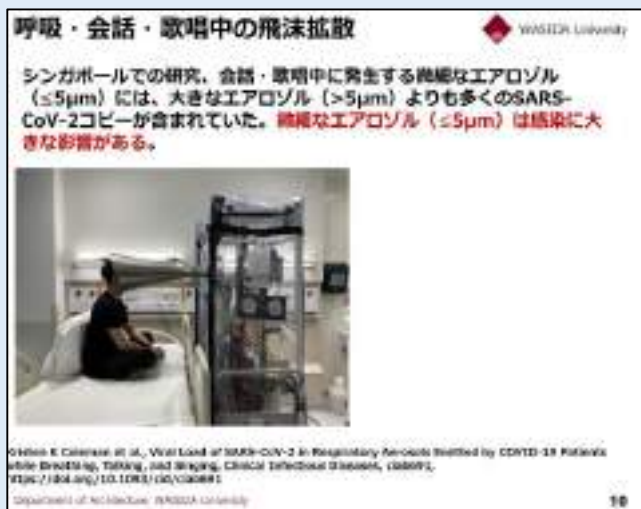 呼吸・会話・歌唱中の飛沫拡散
WASEDA University
シンガポールでの研究、会話・歌唱中に発生する微細なエアロゾル
（≤5μm）には、大きなエアロゾル（>5μm）よりも多くのSARS-
CoV-2コピーが含まれていた。微細なエアロゾル（≤5μm）は感染に大
きな影響がある。
Kristen K Coleman et al., Viral Load of SARS-CoV-2 in Respiratory Aerosols Emitted by COVID-19 Patients
while Breathing, Talking, and Singing, Clinical Infectious Diseases, ciab691,
https://doi.org/10.1093/cid/ciab691
Department of Architecture, WASEDA University
10